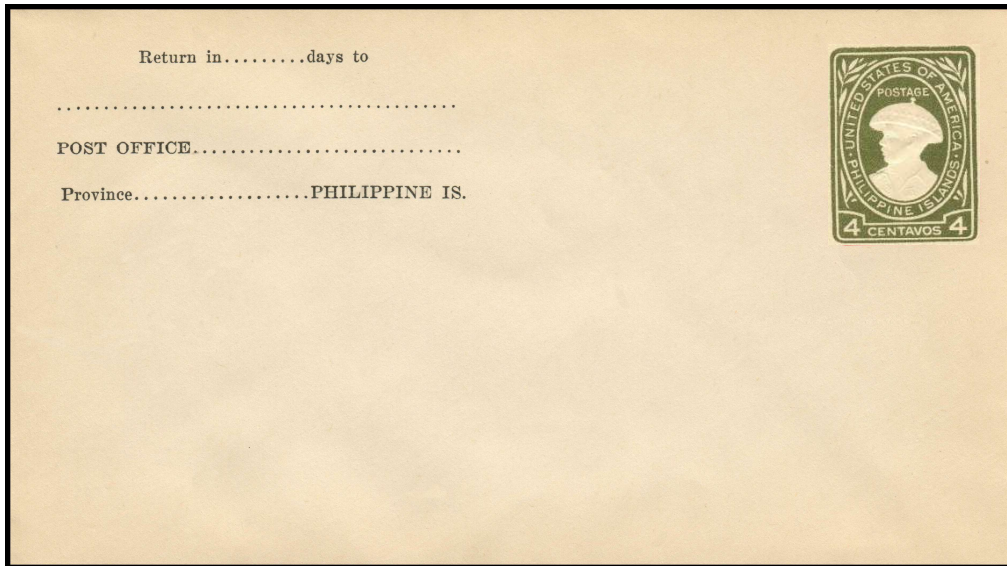 Return in.........days to
.............................................
POST OFFICE..............................
Province....................PHILIPPINE IS.
UNITED STATES OF AMERICA
POSTAGE
PHILIPPINE ISLANDS
4 CENTAVOS 4